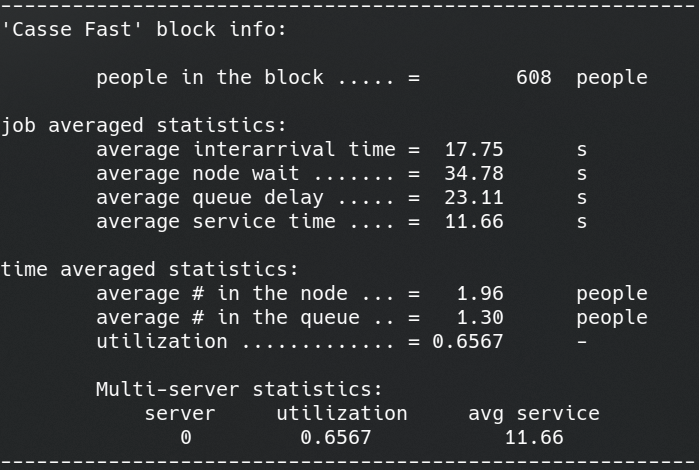 ------------------------------------------------------------
'Casse Fast' block info:
people in the block ..... = 608 people
job averaged statistics:
average interarrival time = 17.75 s
average node wait ....... = 34.78 s
average queue delay ..... = 23.11 s
average service time .... = 11.66 s
time averaged statistics:
average # in the node ... = 1.96 people
average # in the queue .. = 1.30 people
utilization ............. = 0.6567 -
Multi-server statistics:
server utilization avg service
0 0.6567 11.66
------------------------------------------------------------